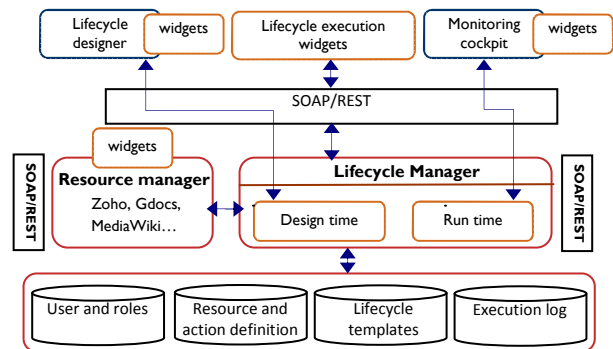 Lifecycle
designer
widgets
Lifecycle execution
widgets
Monitoring
cockpit
widgets
SOAP/REST
widgets
SOAP/REST
Resource manager
Zoho, Gdocs,
MediaWiki…
Lifecycle Manager
Design time
Run time
SOAP/REST
User and roles
Resource and
action definition
Lifecycle
templates
Execution log